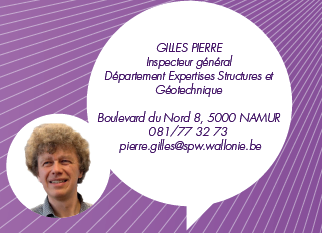 GILLES PIERRE
Inspecteur général
Département Expertises Structures et
Géotechnique
Boulevard du Nord 8, 5000 NAMUR
081/77 32 73
pierre.gilles@spw.wallonie.be